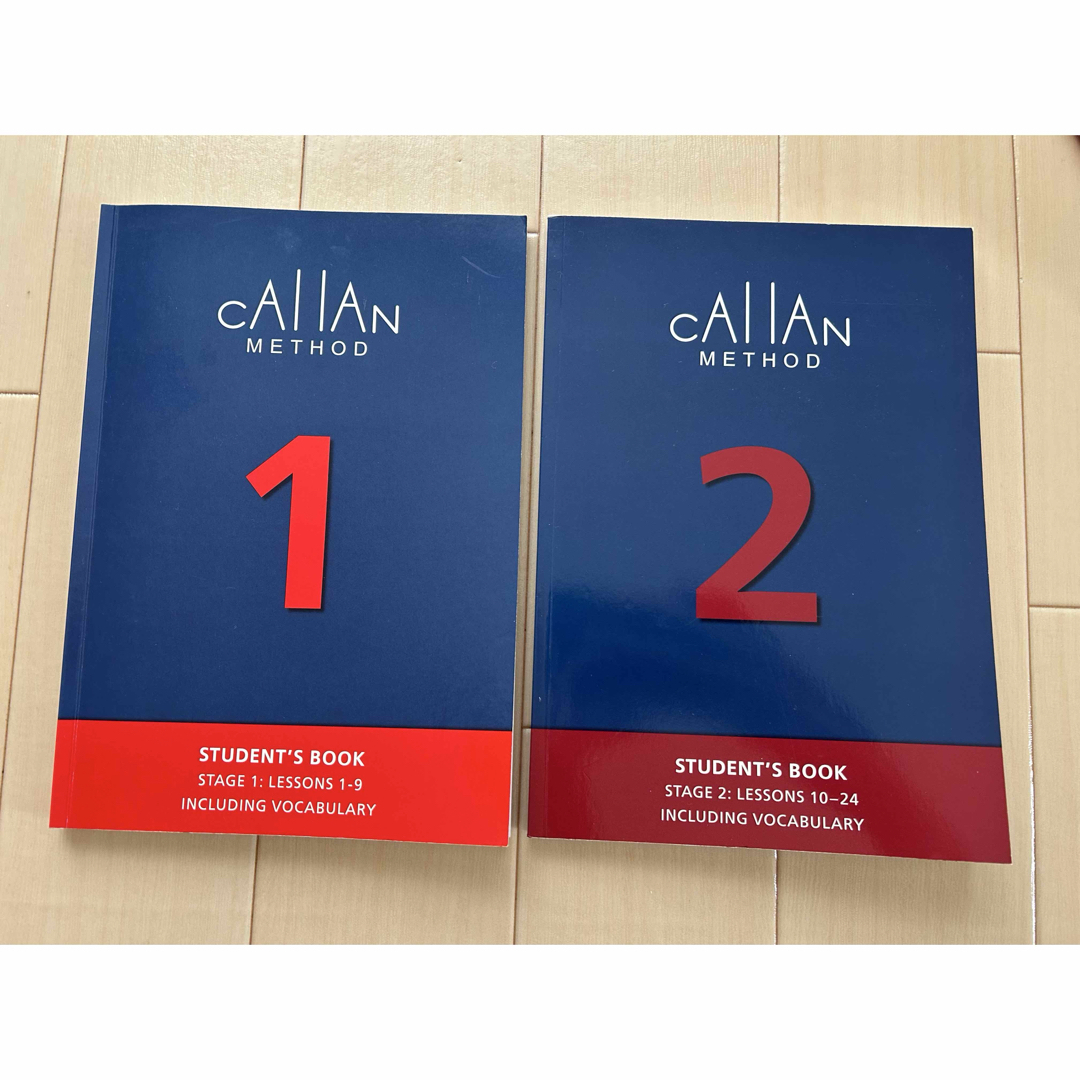 CALLAN
METHOD
1
STUDENT'S BOOK
STAGE 1: LESSONS 1-9
INCLUDING VOCABULARY
CALLAN
METHOD
2
STUDENT'S BOOK
STAGE 2: LESSONS 10–24
INCLUDING VOCABULARY